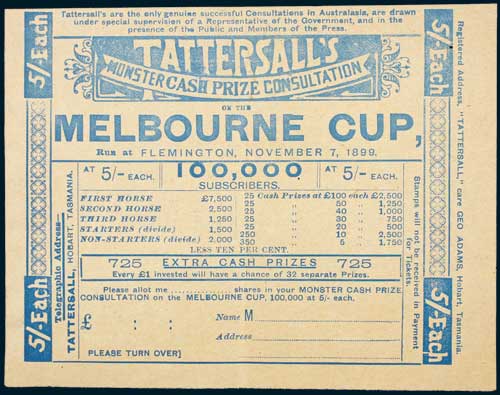 Tattersall's are the only genuine successful Consultations in Australasia, are drawn
under special supervision of a Representative of the Government, and in the
presence of the Public and Members of the Press.
5/-Each
5/-Each
TATTERSALL'S
MONSTER CASH PRIZE CONSULTATION
ON THE
MELBOURNE CUP,
Run at FLEMINGTON, NOVEMBER 7, 1899.
AT 5/- EACH.
100,000
SUBSCRIBERS.
AT 5/- EACH.
FIRST HORSE £7,500 25 Cash Prizes at £100 each £2,500
SECOND HORSE 2,500 25 " 50 " 1,250
THIRD HORSE 1,250 25 " 40 " 1,000
STARTERS (divide) 1,500 25 " 30 " 750
NON-STARTERS (divide) 2,000 25 " 20 " 500
250 " 10 " 2,500
350 " 5 " 1,750
LESS TEN PER CENT.
725 EXTRA CASH PRIZES 725
Every £1 invested will have a chance of 32 separate Prizes.
Please allot me shares in your MONSTER CASH PRIZE
CONSULTATION on the MELBOURNE CUP, 100,000 at 5/- each.
£ : :
Name M
Address
PLEASE TURN OVER]
Telegraphic Address—
TATTERSALL, HOBART, TASMANIA.
Stamps will not be received in Payment
for Tickets.
Registered Address, "TATTERSALL," care GEO ADAMS, Hobart, Tasmania.
5/-Each
5/-Each